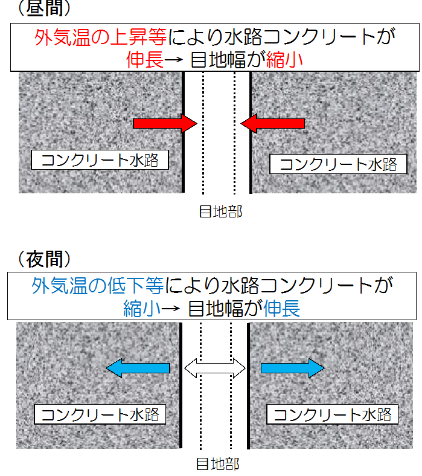 （昼間）
外気温の上昇等により水路コンクリートが
伸長→ 目地幅が縮小
コンクリート水路
コンクリート水路
目地部
（夜間）
外気温の低下等により水路コンクリートが
縮小→ 目地幅が伸長
コンクリート水路
コンクリート水路
目地部